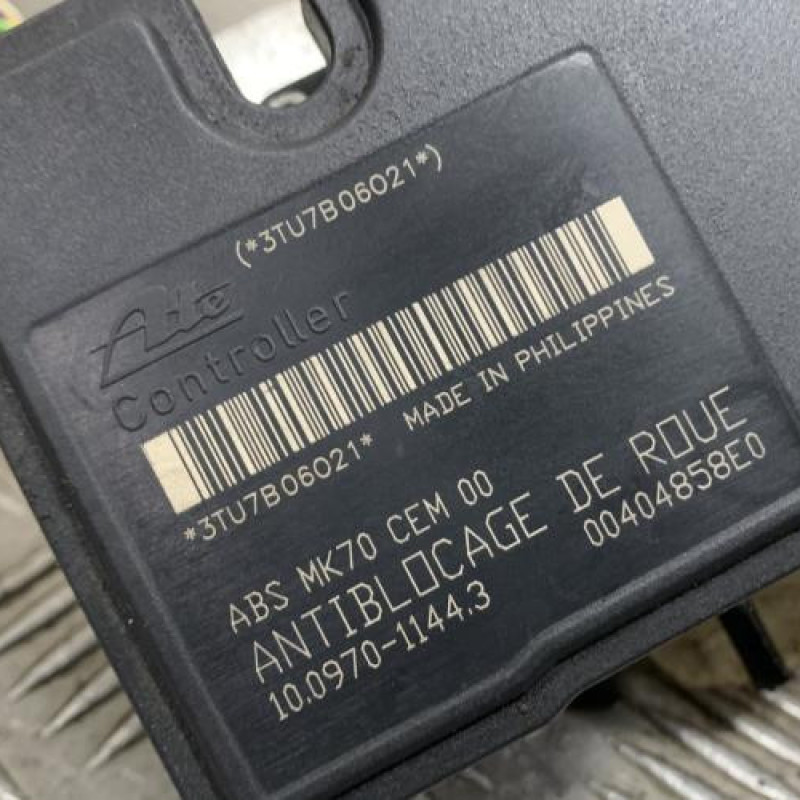 (*3TU7B06021*)
Ate
Controller
*3TU7B06021* MADE IN PHILIPPINES
ABS MK70 CEM 00
ANTIBLOCAGE DE ROUE
10.0970-1144.3 00404858E0